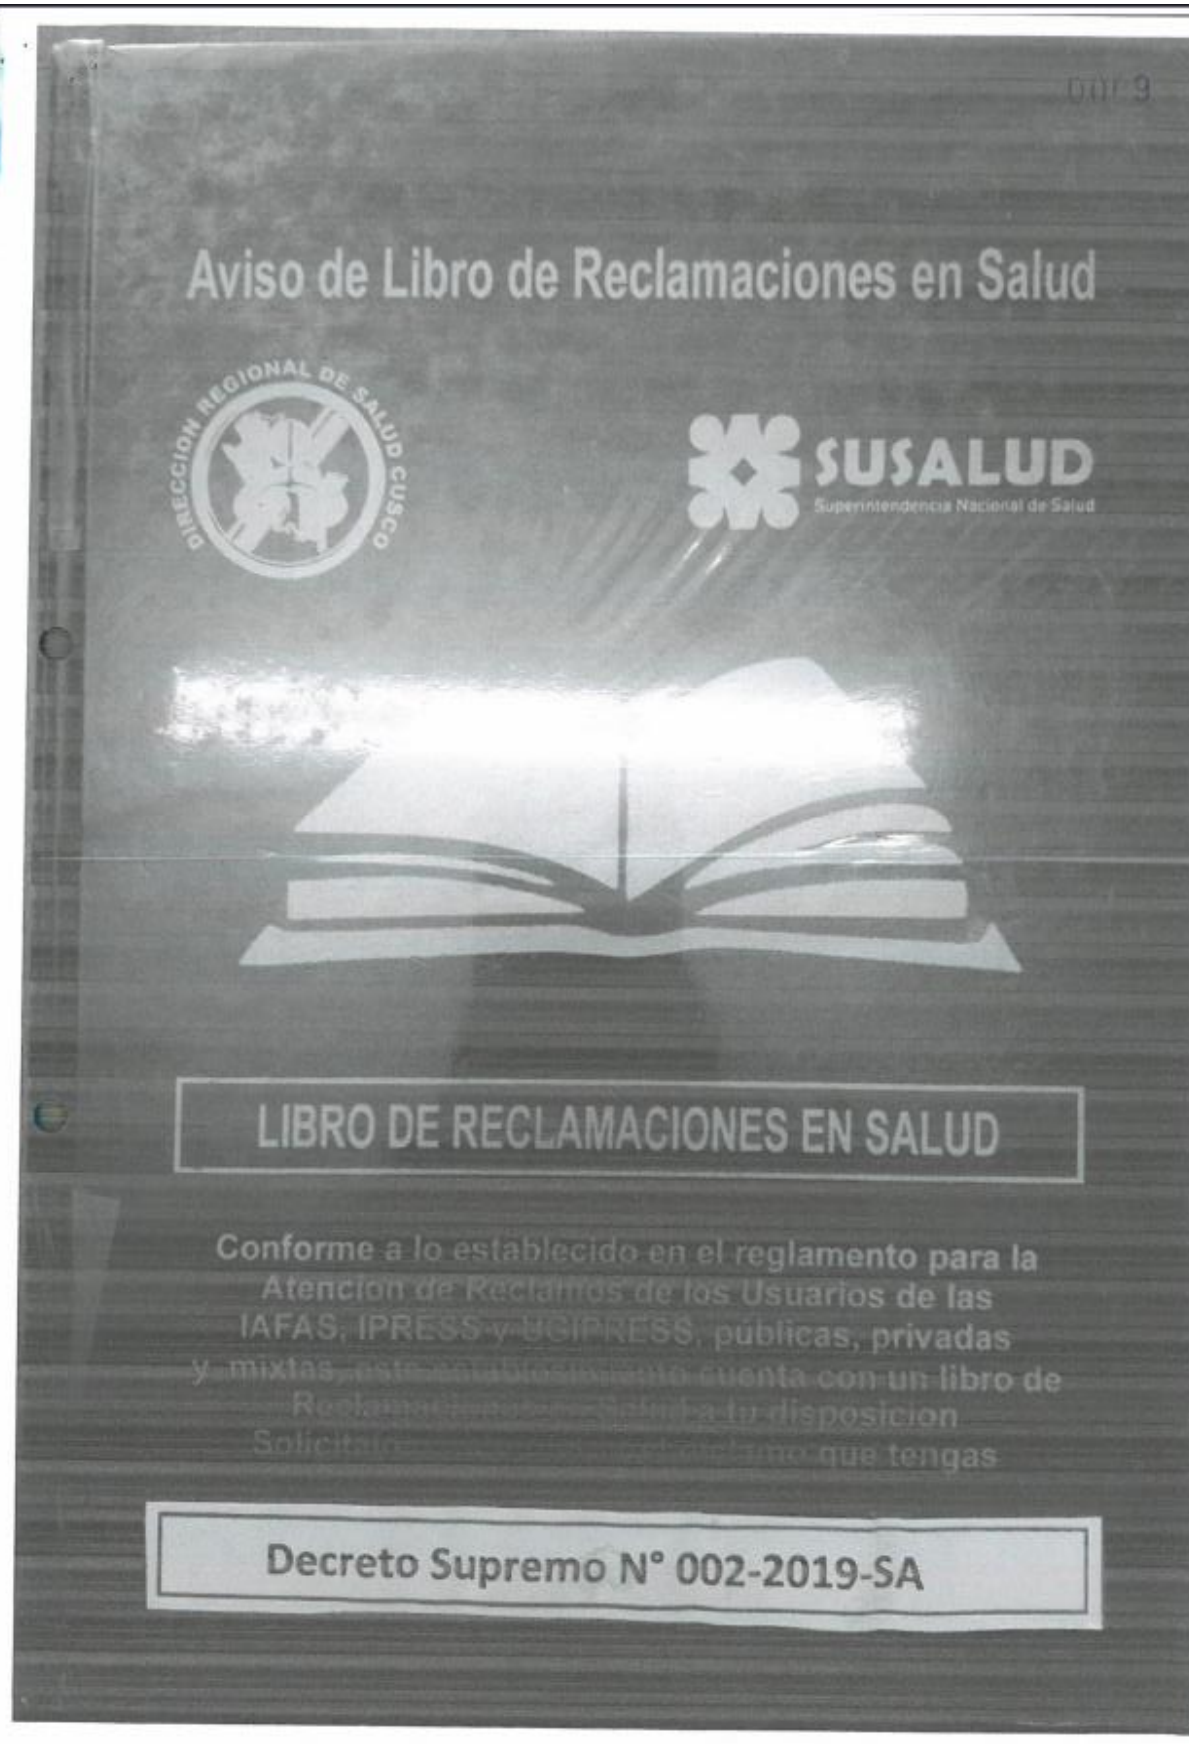 Aviso de Libro de Reclamaciones en Salud
DIRECCION REGIONAL DE SALUD CUSCO
SUSALUD
Superintendencia Nacional de Salud
LIBRO DE RECLAMACIONES EN SALUD
Conforme a lo establecido en el reglamento para la
Atencion de Reclamos de los Usuarios de las
IAFAS, IPRESS y UGIPRESS, públicas, privadas
y mixtas, este establecimiento cuenta con un libro de
Salud a tu disposicion
que tengas
Decreto Supremo N° 002-2019-SA